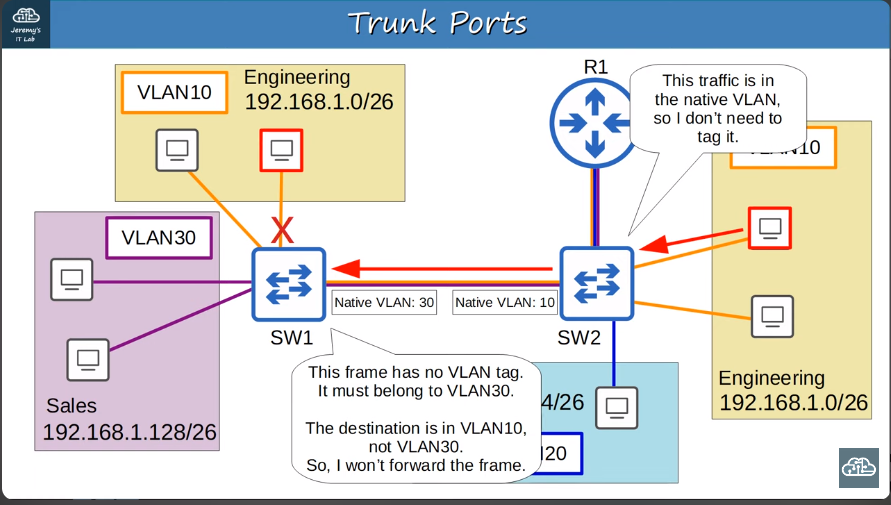 Jeremy's
IT Lab
Trunk Ports
VLAN10
Engineering
192.168.1.0/26
R1
This traffic is in
the native VLAN,
so I don't need to
tag it.
VLAN30
Native VLAN: 30
Native VLAN: 10
SW1
SW2
This frame has no VLAN tag.
It must belong to VLAN30.
The destination is in VLAN10,
not VLAN30.
So, I won't forward the frame.
Sales
192.168.1.128/26
4/26
N20
Engineering
192.168.1.0/26